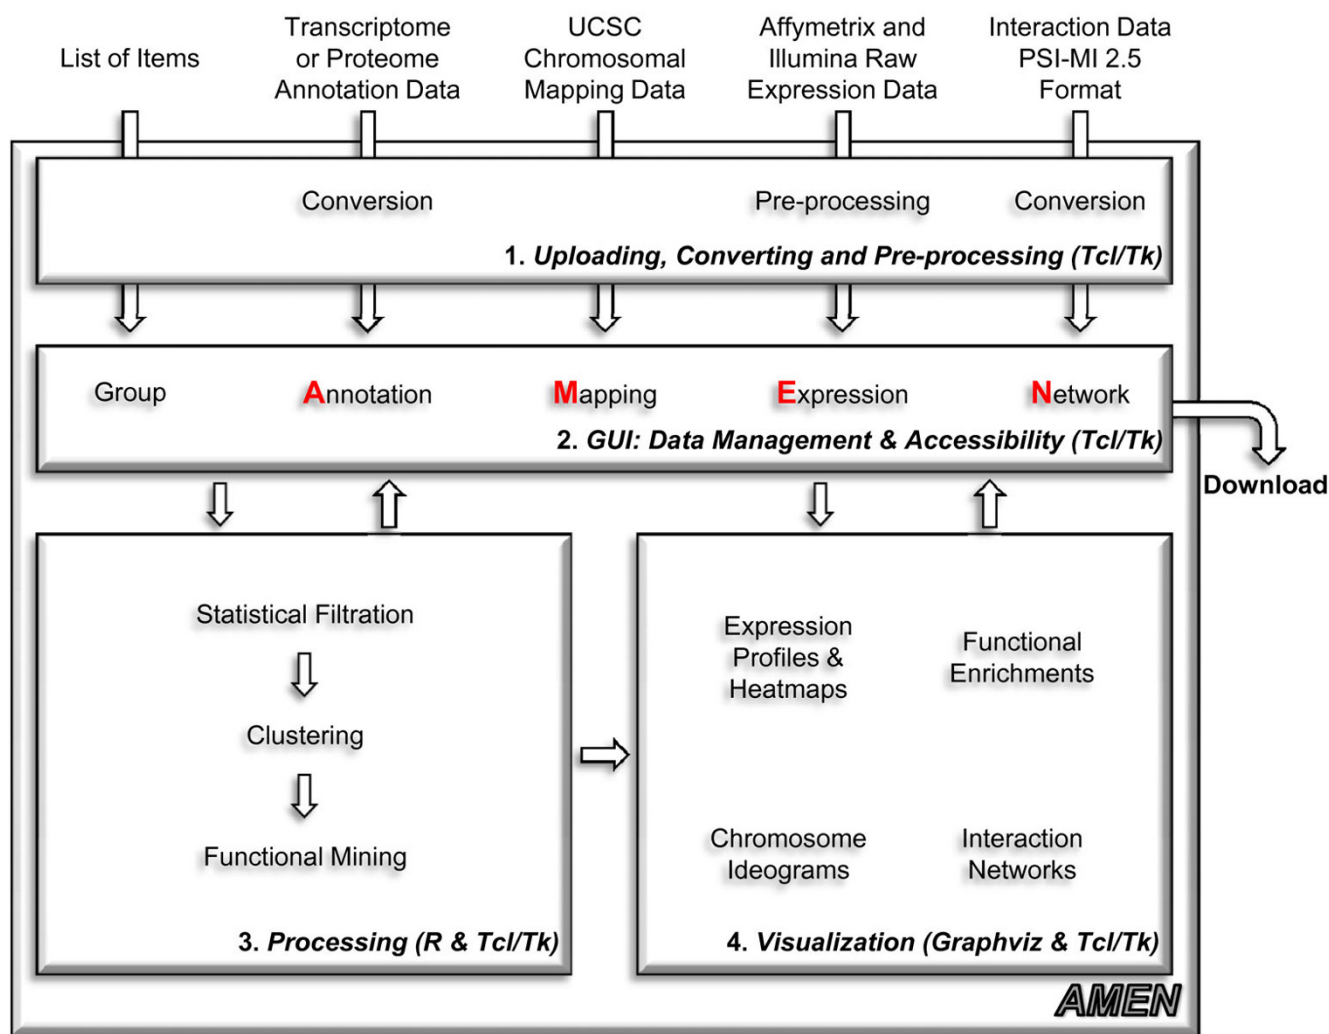 List of Items
Transcriptome
or Proteome
Annotation Data
UCSC
Chromosomal
Mapping Data
Affymetrix and
Illumina Raw
Expression Data
Interaction Data
PSI-MI 2.5
Format
Conversion
Pre-processing
Conversion
1. Uploading, Converting and Pre-processing (Tcl/Tk)
Group
Annotation
Mapping
Expression
Network
2. GUI: Data Management & Accessibility (Tcl/Tk)
Download
Statistical Filtration
Clustering
Functional Mining
3. Processing (R & Tcl/Tk)
Expression
Profiles &
Heatmaps
Functional
Enrichments
Chromosome
Ideograms
Interaction
Networks
4. Visualization (Graphviz & Tcl/Tk)
AMEN